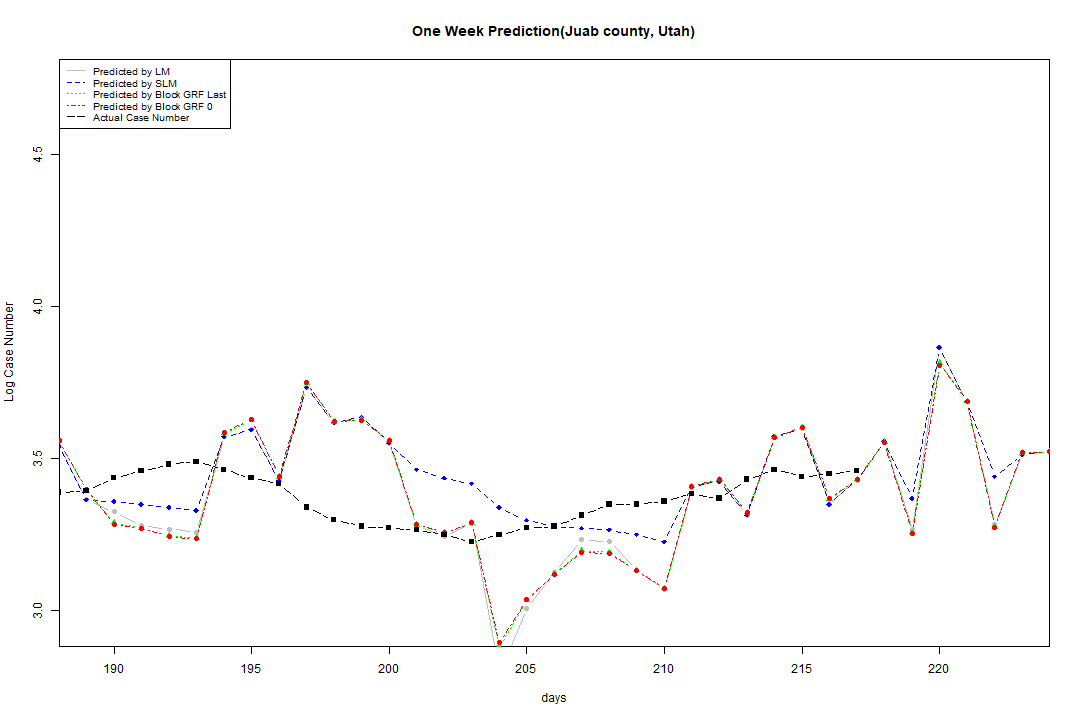 One Week Prediction(Juab county, Utah)
Predicted by LM
Predicted by SLM
Predicted by Block GRF Last
Predicted by Block GRF 0
Actual Case Number
4.5
4.0
3.5
3.0
Log Case Number
190 195 200 205 210 215 220
days